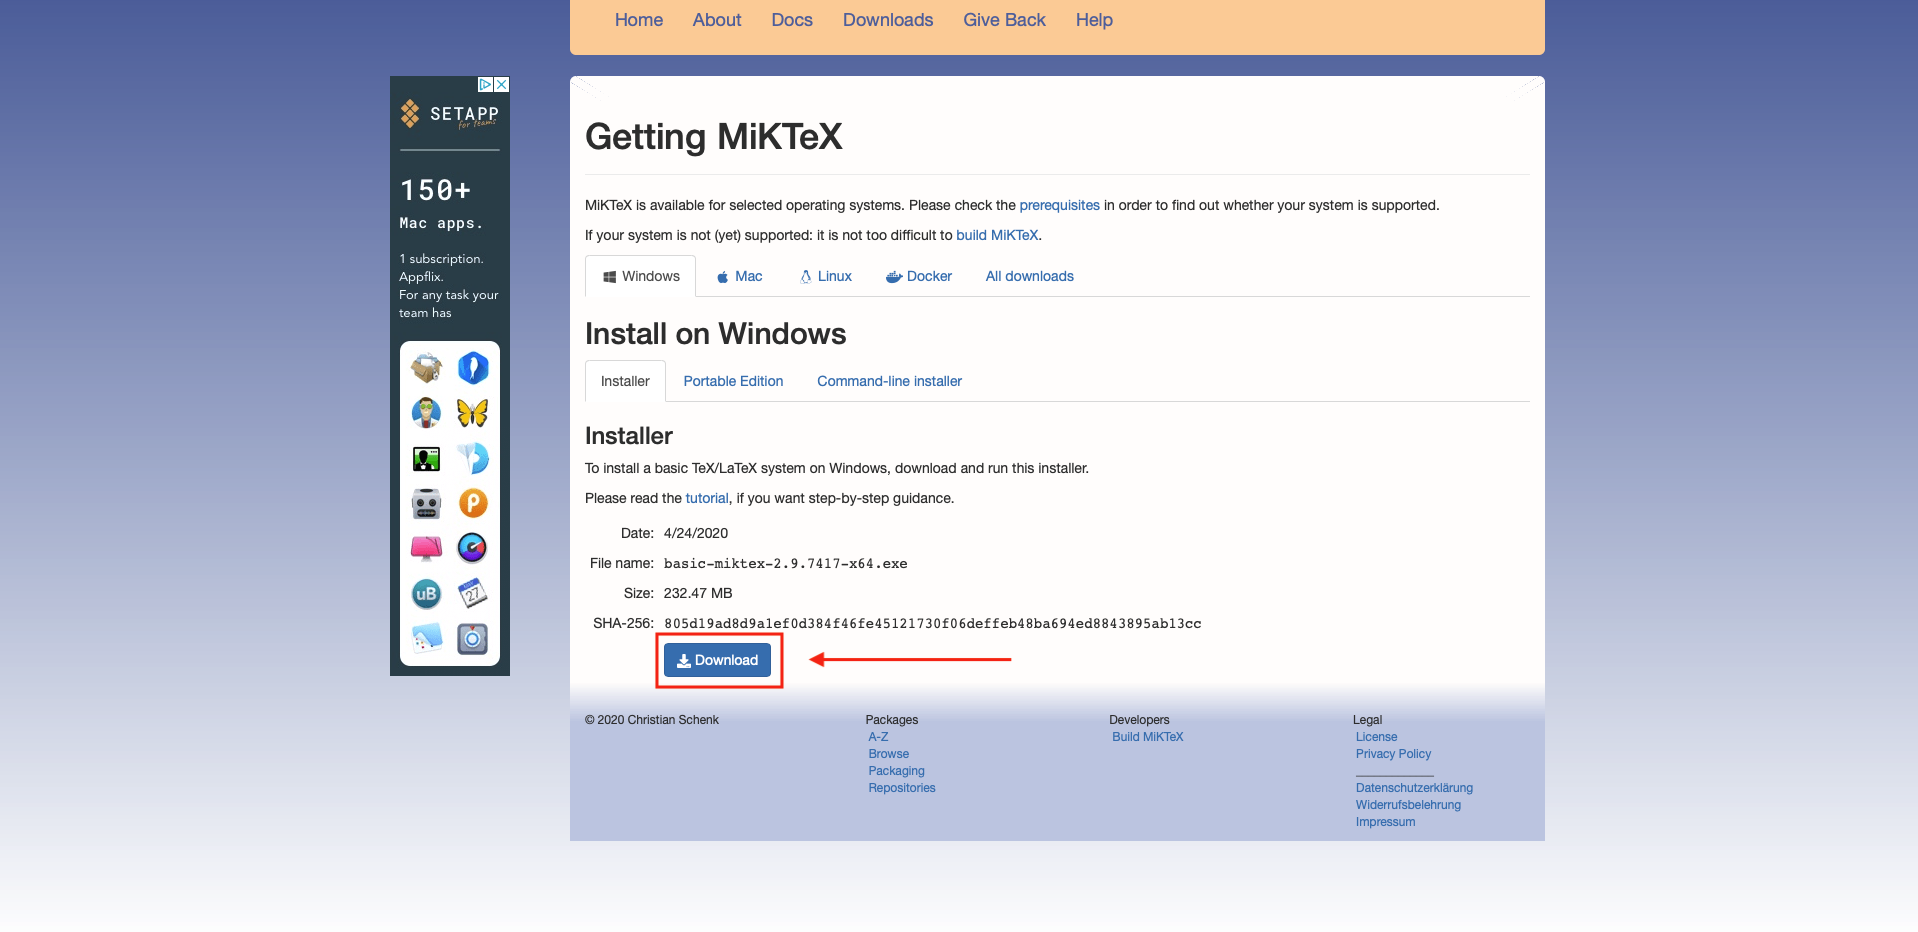 Home About Docs Downloads Give Back Help
SETAPP
for teams
150+
Mac apps.
1 subscription.
Appflix.
For any task your
team has
uB
27
Getting MiKTeX
MiKTeX is available for selected operating systems. Please check the prerequisites in order to find out whether your system is supported.
If your system is not (yet) supported: it is not too difficult to build MiKTeX.
Windows Mac Linux Docker All downloads
Install on Windows
Installer Portable Edition Command-line installer
Installer
To install a basic TeX/LaTeX system on Windows, download and run this installer.
Please read the tutorial, if you want step-by-step guidance.
Date: 4/24/2020
File name: basic-miktex-2.9.7417-x64.exe
Size: 232.47 MB
SHA-256: 805d19ad8d9a1ef0d384f46fe45121730f06deffeb48ba694ed8843895ab13cc
Download
© 2020 Christian Schenk
Packages
A-Z
Browse
Packaging
Repositories
Developers
Build MiKTeX
Legal
License
Privacy Policy
Datenschutzerklärung
Widerrufsbelehrung
Impressum